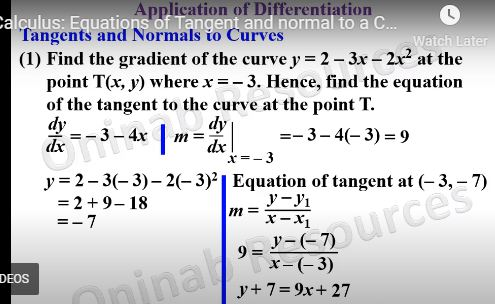 Application of Differentiation
Calculus: Equations of Tangent and normal to a C...
Watch Later
Tangents and Normals to Curves
(1) Find the gradient of the curve y = 2 – 3x – 2x² at the
point T(x, y) where x = – 3. Hence, find the equation
of the tangent to the curve at the point T.
dy/dx = – 3 – 4x | m = dy/dx | x = – 3 = – 3 – 4(– 3) = 9
y = 2 – 3(– 3) – 2(– 3)² | Equation of tangent at (– 3, – 7)
= 2 + 9 – 18
= – 7
m = y – y₁ / x – x₁
9 = y – (– 7) / x – (– 3)
y + 7 = 9x + 27
DEOS
Oninab Resources
Oninab Resources